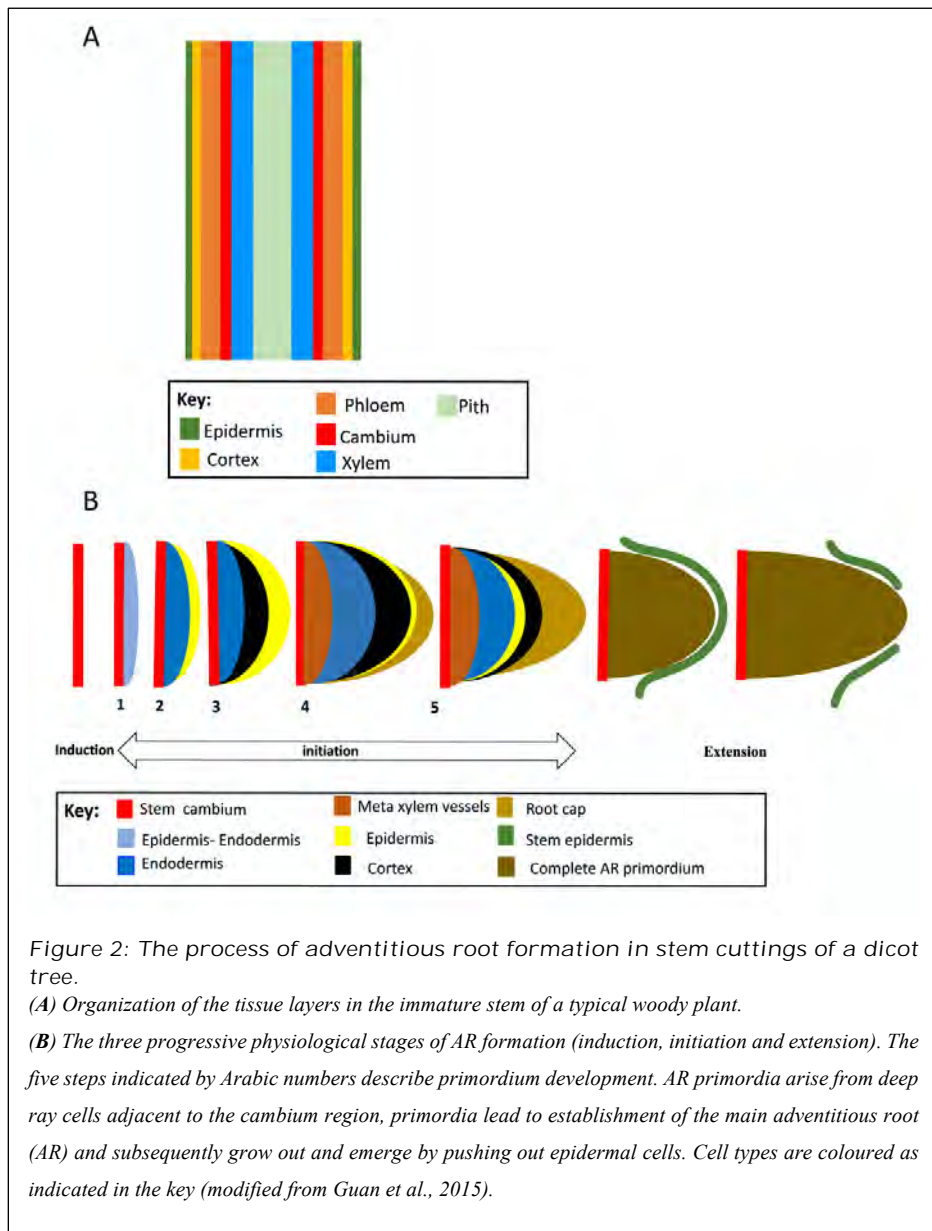 A
Key:
Epidermis
Cortex
Phloem
Cambium
Xylem
Pith
B
1 2 3 4 5
Induction initiation Extension
Key:
Stem cambium
Epidermis- Endodermis
Endodermis
Meta xylem vessels
Epidermis
Cortex
Root cap
Stem epidermis
Complete AR primordium
Figure 2: The process of adventitious root formation in stem cuttings of a dicot
tree.
(A) Organization of the tissue layers in the immature stem of a typical woody plant.
(B) The three progressive physiological stages of AR formation (induction, initiation and extension). The
five steps indicated by Arabic numbers describe primordium development. AR primordia arise from deep
ray cells adjacent to the cambium region, primordia lead to establishment of the main adventitious root
(AR) and subsequently grow out and emerge by pushing out epidermal cells. Cell types are coloured as
indicated in the key (modified from Guan et al., 2015).